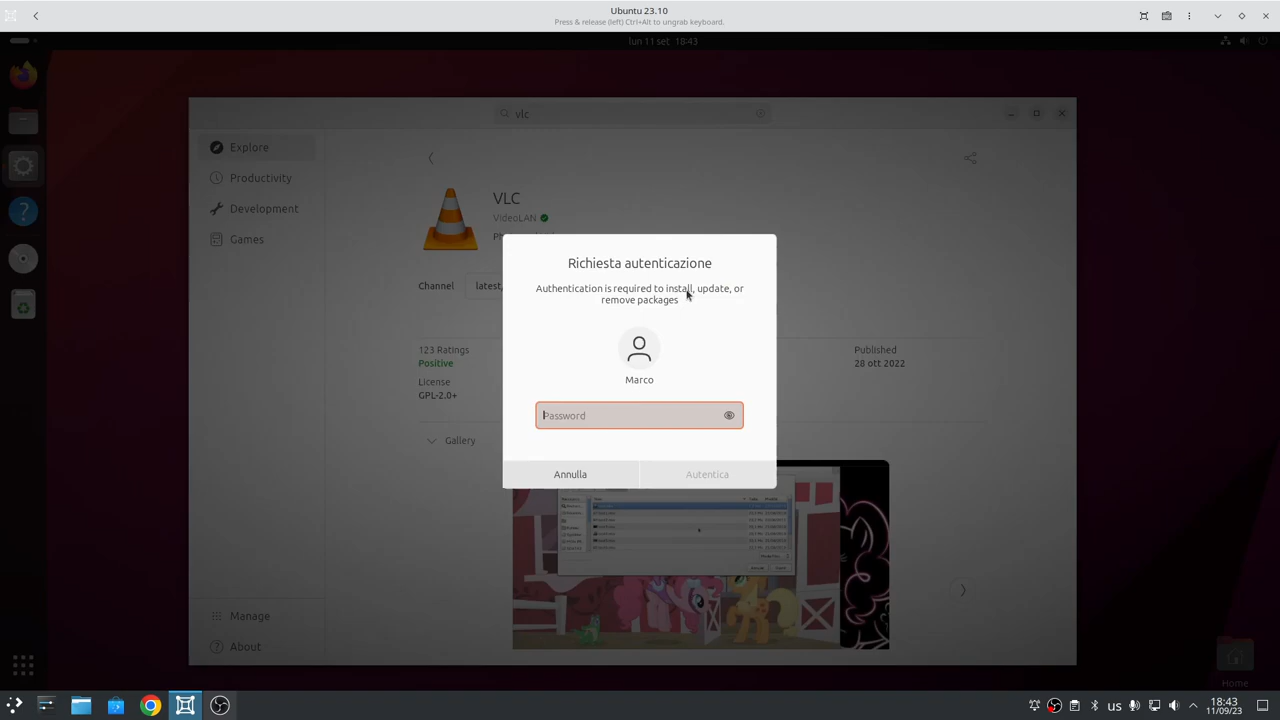 Ubuntu 23.10
Press & release (left) Ctrl+Alt to ungrab keyboard.
lun 11 set 18:43
vlc
Explore
Productivity
Development
Games
VLC
VideoLAN
Channel
latest,
Richiesta autenticazione
Authentication is required to install, update, or
remove packages
Marco
Password
Annulla
Autentica
123 Ratings
Positive
Published
28 ott 2022
License
GPL-2.0+
Gallery
Manage
About
Home
us
18:43
11/09/23